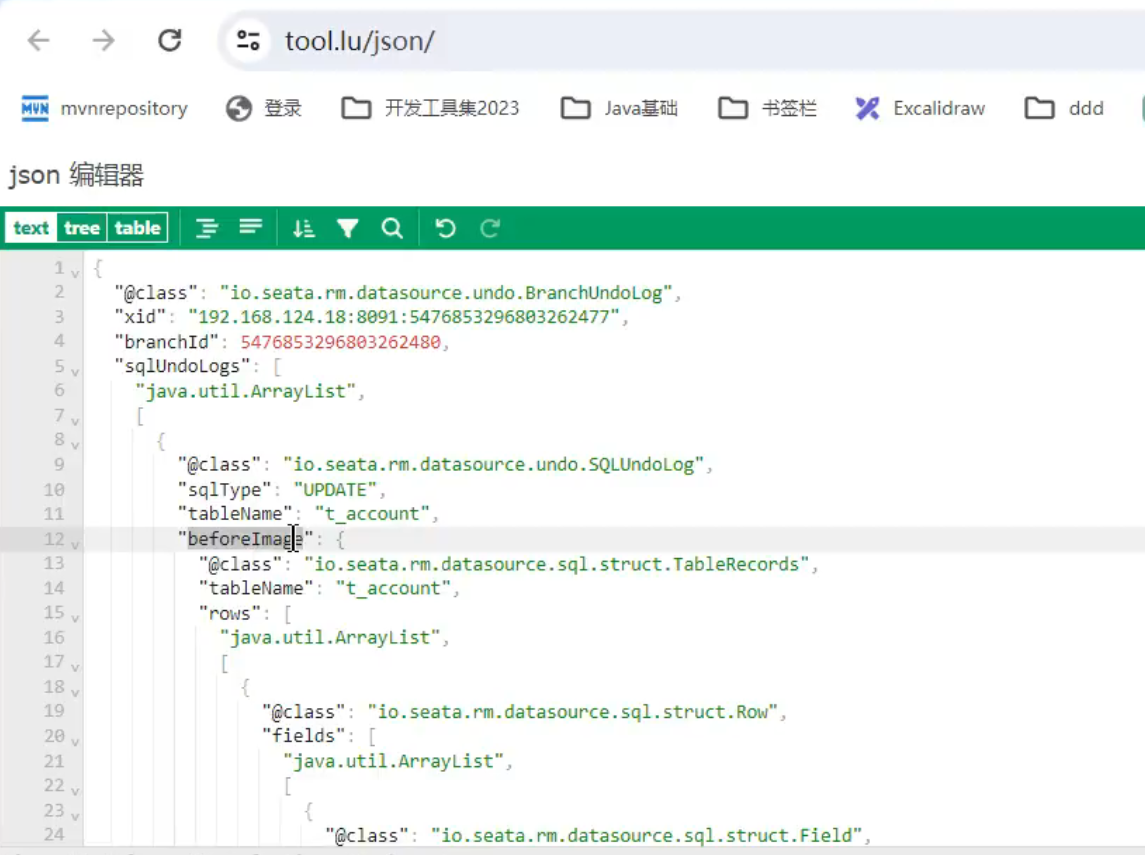 tool.lu/json/
MVN mvnrepository 登录 开发工具集2023 Java基础 书签栏 Excalidraw ddd
json 编辑器
text tree table
1 {
2 "@class": "io.seata.rm.datasource.undo.BranchUndoLog",
3 "xid": "192.168.124.18:8091:5476853296803262477",
4 "branchId": 5476853296803262480,
5 "sqlUndoLogs": [
6 "java.util.ArrayList",
7 [
8 {
9 "@class": "io.seata.rm.datasource.undo.SQLUndoLog",
10 "sqlType": "UPDATE",
11 "tableName": "t_account",
12 "beforeImage": {
13 "@class": "io.seata.rm.datasource.sql.struct.TableRecords",
14 "tableName": "t_account",
15 "rows": [
16 "java.util.ArrayList",
17 [
18 {
19 "@class": "io.seata.rm.datasource.sql.struct.Row",
20 "fields": [
21 "java.util.ArrayList",
22 [
23 {
24 "@class": "io.seata.rm.datasource.sql.struct.Field",